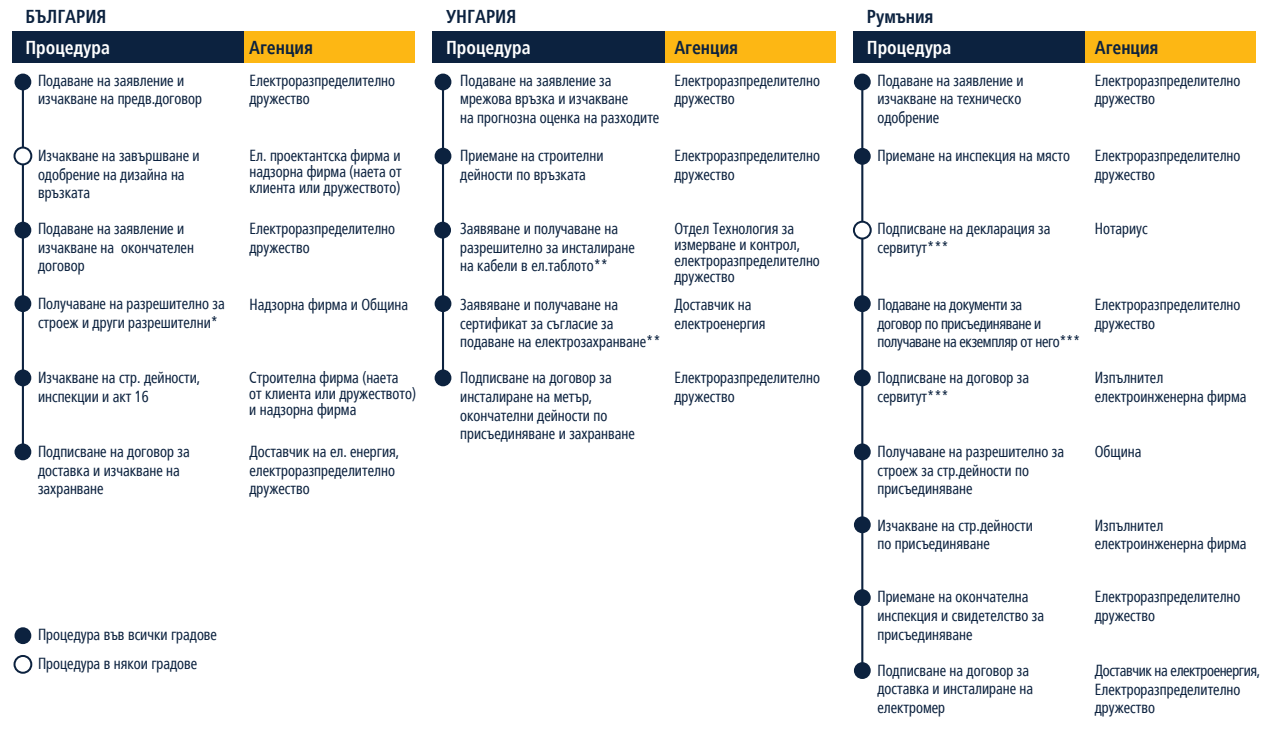 БЪЛГАРИЯ
Процедура Агенция
Подаване на заявление и
изчакване на предв.договор
Електроразпределително
дружество
Изчакване на завършване и
одобрение на дизайна на
връзката
Ел. проектантска фирма и
надзорна фирма (наета от
клиента или дружеството)
Подаване на заявление и
изчакване на окончателен
договор
Електроразпределително
дружество
Получаване на разрешително за
строеж и други разрешителни*
Надзорна фирма и Община
Изчакване на стр. дейности,
инспекции и акт 16
Строителна фирма (наета
от клиента или дружеството)
и надзорна фирма
Подписване на договор за
доставка и изчакване на
захранване
Доставчик на ел. енергия,
електроразпределително
дружество
Процедура във всички градове
Процедура в някои градове
УНГАРИЯ
Процедура Агенция
Подаване на заявление за
мрежова връзка и изчакване
на прогнозна оценка на разходите
Електроразпределително
дружество
Приемане на строителни
дейности по връзката
Електроразпределително
дружество
Заявяване и получаване на
разрешително за инсталиране
на кабели в ел.таблото**
Отдел Технология за
измерване и контрол,
електроразпределително
дружество
Заявяване и получаване на
сертификат за съгласие за
подаване на електрозахранване**
Доставчик на
електроенергия
Подписване на договор за
инсталиране на метър,
окончателни дейности по
присъединяване и захранване
Електроразпределително
дружество
Румъния
Процедура Агенция
Подаване на заявление и
изчакване на техническо
одобрение
Електроразпределително
дружество
Приемане на инспекция на място
Електроразпределително
дружество
Подписване на декларация за
сервитут***
Нотариус
Подаване на документи за
договор по присъединяване и
получаване на екземпляр от него***
Електроразпределително
дружество
Подписване на договор за
сервитут***
Изпълнител
електроинженерна фирма
Получаване на разрешително за
строеж за стр.дейности по
присъединяване
Община
Изчакване на стр.дейности
по присъединяване
Изпълнител
електроинженерна фирма
Приемане на окончателна
инспекция и свидетелство за
присъединяване
Електроразпределително
дружество
Подписване на договор за
доставка и инсталиране на
електромер
Доставчик на електроенергия,
Електроразпределително
дружество